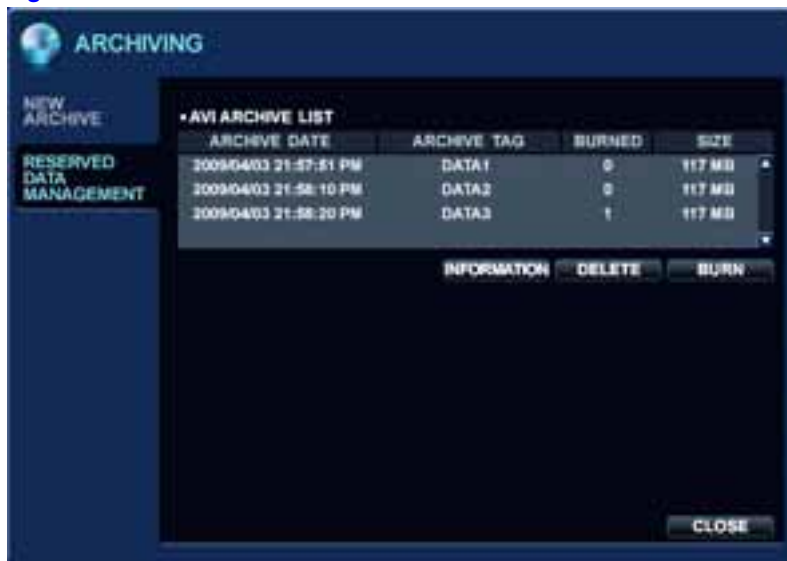 ARCHIVING
NEW
ARCHIVE
RESERVED
DATA
MANAGEMENT
•AVI ARCHIVE LIST
ARCHIVE DATE ARCHIVE TAG BURNED SIZE
2009/04/03 21:57:51 PM DATA1 0 117 MB
2009/04/03 21:58:10 PM DATA2 0 117 MB
2009/04/03 21:58:20 PM DATA3 1 117 MB
INFORMATION DELETE BURN
CLOSE